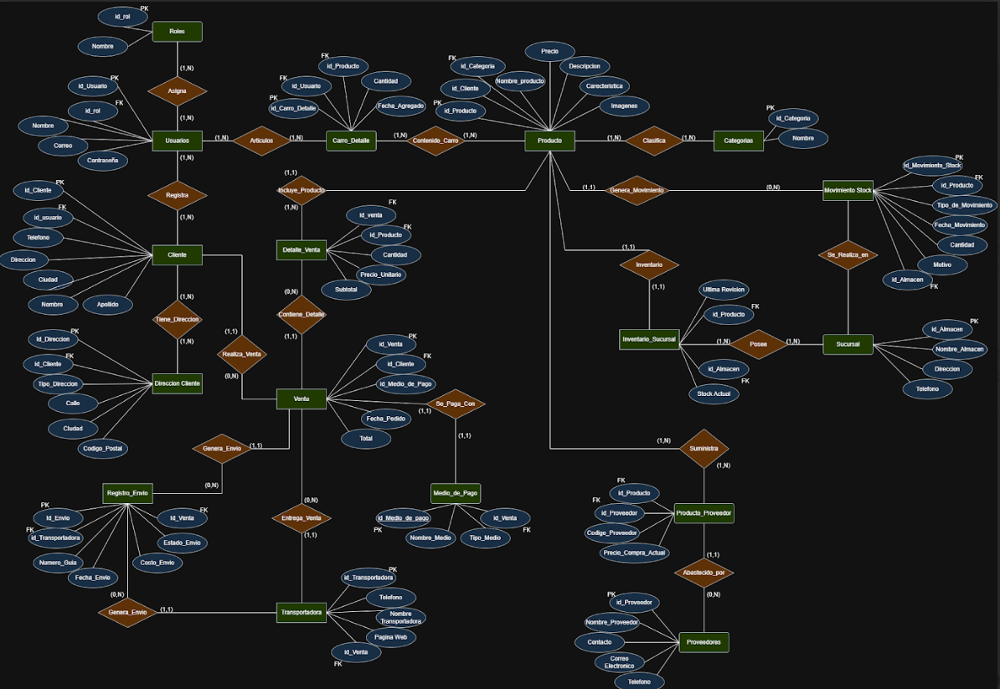 PK
id_rol
Roles
Nombre
(1,N)
Asigna
(1,N)
PK
id_Usuario
FK
id_rol
Nombre
Correo
Contraseña
Usuarios
(1,N)
Articulos
(1,N)
FK
id_Producto
FK
id_Usuario
Cantidad
PK
id_Carro_Detalle
Fecha_Agregado
Carro_Detalle
(1,N)
Contenido_Carro
(1,N)
Precio
FK
id_Categoria
Descripcion
Nombre_producto
id_Cliente
Carecteristica
PK
id_Producto
Imagenes
Producto
(1,N)
Clasifica
(1,N)
Categorias
PK
id_Categoria
Nombre
(1,N)
Registra
(1,N)
PK
id_Cliente
FK
id_usuario
Telefono
Direccion
Ciudad
Nombre
Apellido
Cliente
(1,N)
Tiene_Direccion
(1,N)
PK
id_Direccion
FK
id_Cliente
Tipo_Direccion
Calle
Ciudad
Codigo_Postal
Direccion Cliente
(1,1)
Realiza_Venta
(0,N)
(1,1)
Incluye_Producto
(1,N)
Detalle_Venta
FK
id_venta
FK
id_Producto
Cantidad
Precio_Unitario
Subtotal
(0,N)
Contiene_Detalle
(1,1)
Venta
PK
id_Venta
FK
id_Cliente
FK
id_Medio_de_Pago
Fecha_Pedido
Total
(1,1)
Se_Paga_Con
(1,1)
Medio_de_Pago
id_Medio_de_pago
PK
Nombre_Medio
Tipo_Medio
id_Venta
FK
(1,1)
Genera_Movimiento
(0,N)
Movimiento Stock
PK
id_Movimiento_Stock
FK
id_Producto
Tipo_de_Movimiento
Fecha_Movimiento
Cantidad
Motivo
id_Almacen
FK
Se_Realiza_en
(1,1)
Inventario
(1,1)
Inventario_Sucursal
Ultima Revision
FK
id_Producto
id_Almacen
FK
Stock Actual
(1,N)
Posee
(1,N)
Sucursal
PK
id_Almacen
Nombre_Almacen
Direccion
Telefono
Genera_Envio
(1,1)
(0,N)
Registro_Envio
PK
id_Envio
FK
id_Transportadora
Numero_Guia
Fecha_Envio
Costo_Envio
Estado_Envio
FK
id_Venta
(0,N)
Genera_Envio
(1,1)
(0,N)
Entrega_Venta
(1,1)
Transportadora
PK
id_Transportadora
Telefono
Nombre
Transportadora
Pagina Web
id_Venta
FK
(1,N)
Suministra
(1,N)
Producto_Proveedor
FK
id_Producto
FK
id_Proveedor
Codigo_Proveedor
Precio_Compra_Actual
(1,1)
Abastecido_por
(0,N)
Proveedores
PK
id_Proveedor
Nombre_Proveedor
Contacto
Correo
Electronico
Telefono